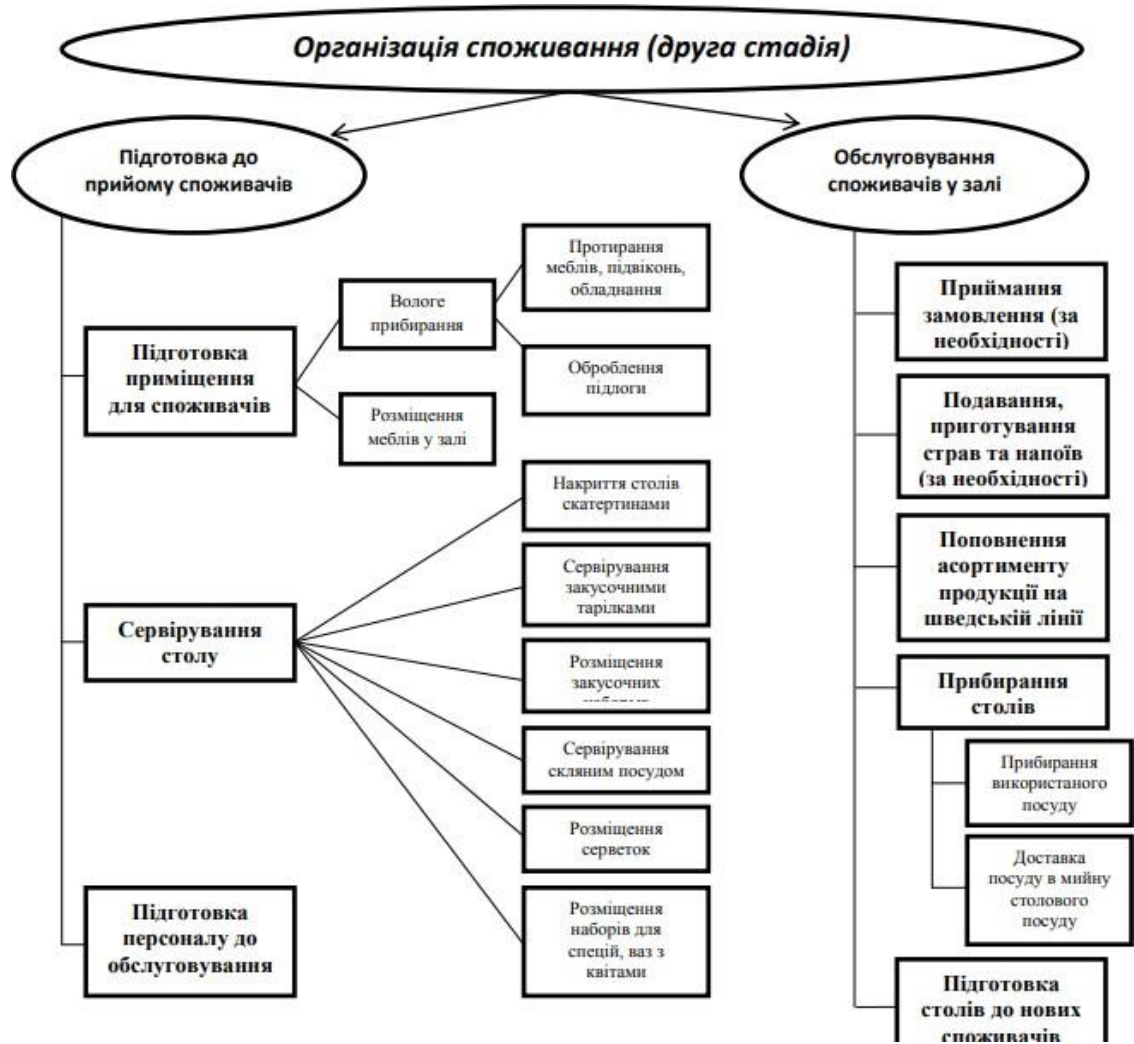 Організація споживання (друга стадія)
Підготовка до
прийому споживачів
Обслуговування
споживачів у залі
Підготовка
приміщення
для споживачів
Вологе
прибирання
Розміщення
меблів у залі
Протирання
меблів, підвіконь,
обладнання
Оброблення
підлоги
Сервірування
столу
Накриття столів
скатертинами
Сервірування
закусочними
тарілками
Розміщення
закусочних
Сервірування
скляним посудом
Розміщення
серветок
Розміщення
наборів для
спецій, ваз з
квітами
Підготовка
персоналу до
обслуговування
Приймання
замовлення (за
необхідності)
Подавання,
приготування
страв та напоїв
(за необхідності)
Поповнення
асортименту
продукції на
шведській лінії
Прибирання
столів
Прибирання
використаного
посуду
Доставка
посуду в мийну
столового
посуду
Підготовка
столів до нових
споживачів